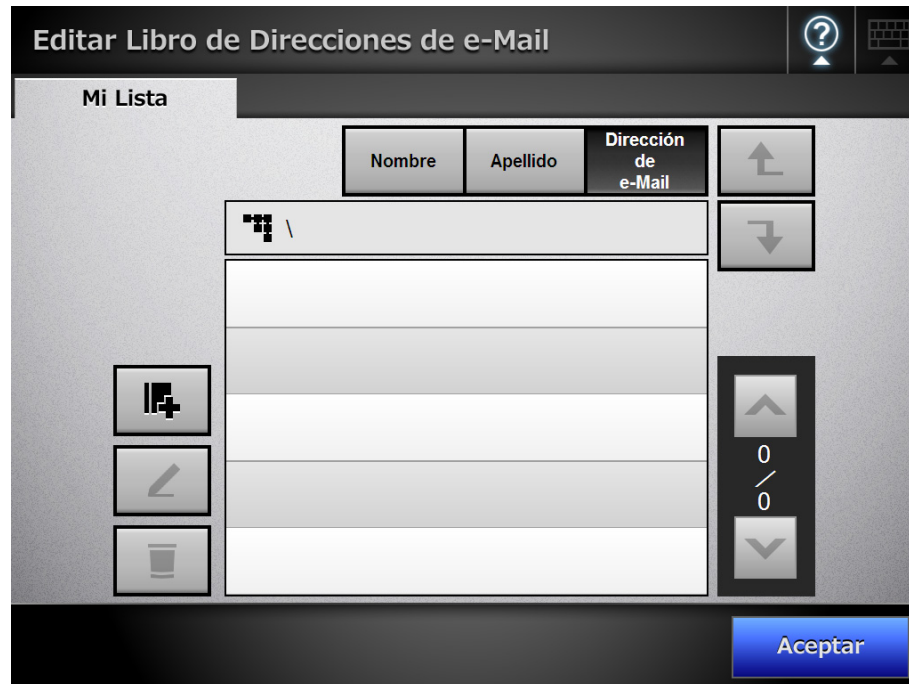 Editar Libro de Direcciones de e-Mail
?
Mi Lista
Nombre
Apellido
Dirección
de
e-Mail
\
0
/
0
Aceptar